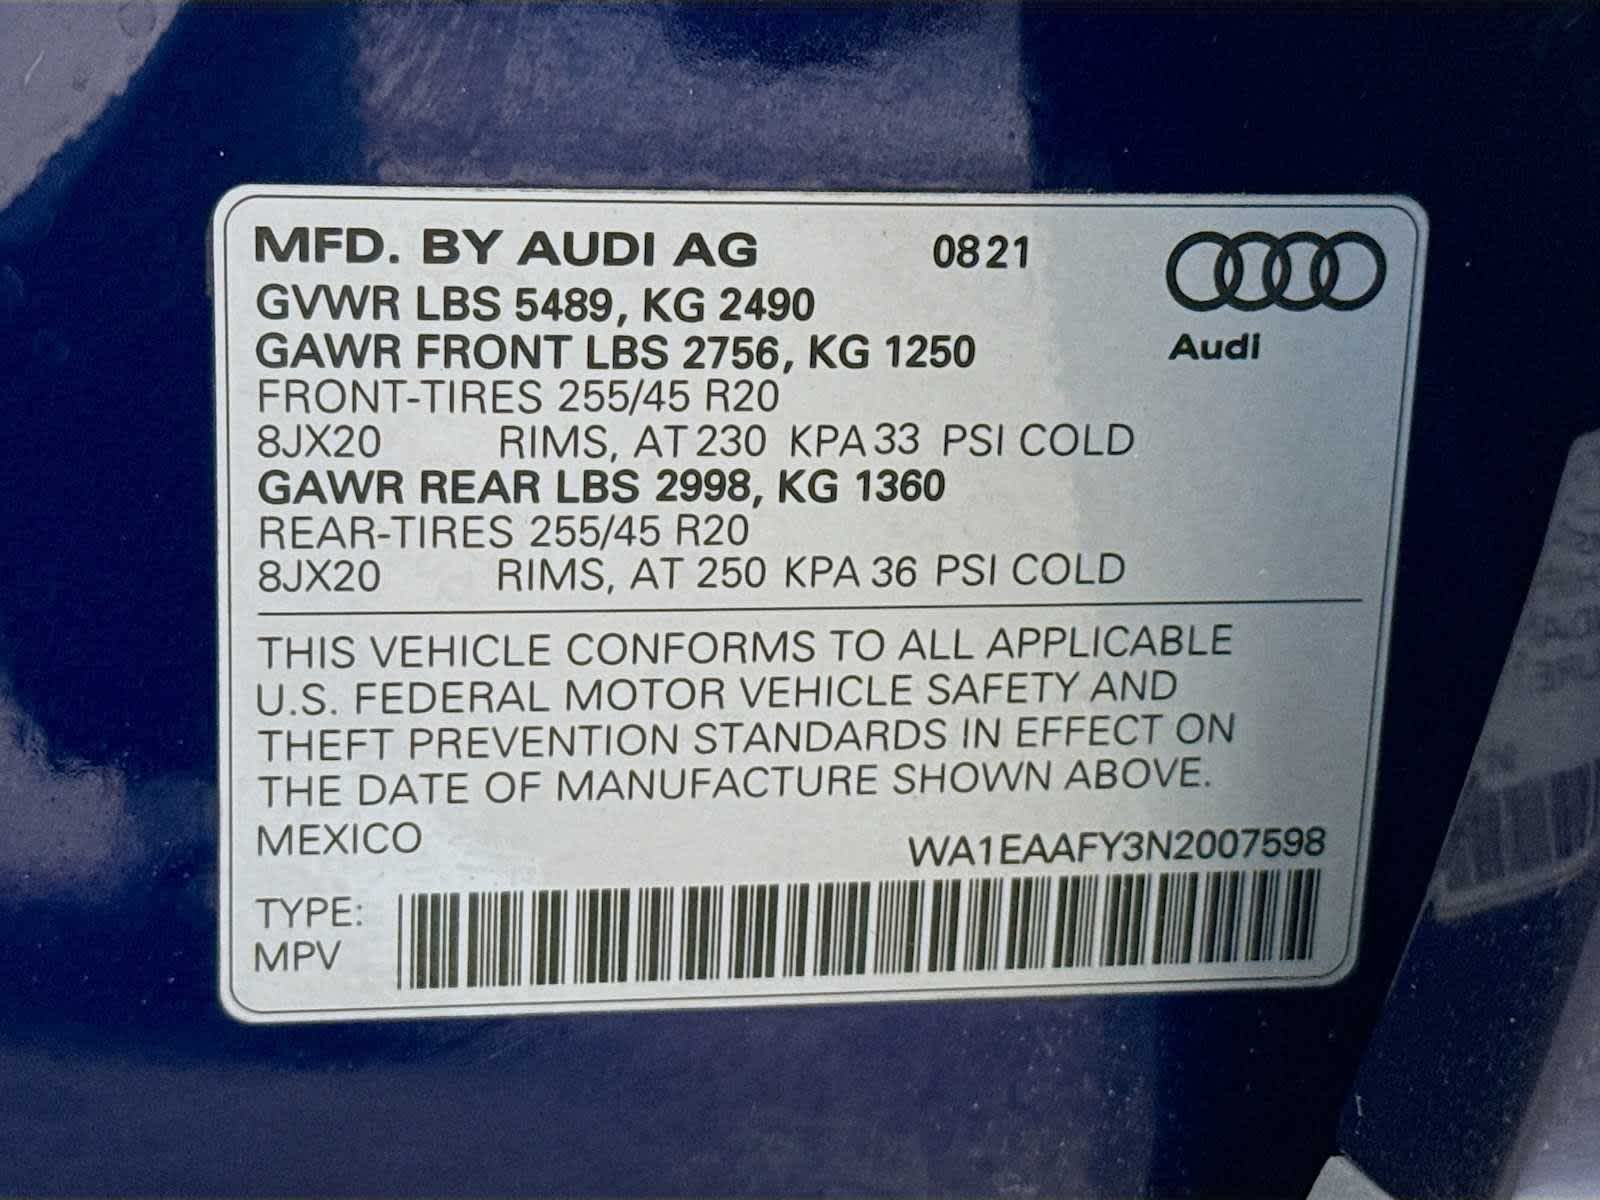 MFD. BY AUDI AG 0821
GVWR LBS 5489, KG 2490
GAWR FRONT LBS 2756, KG 1250
Audi
FRONT-TIRES 255/45 R20
8JX20 RIMS, AT 230 KPA 33 PSI COLD
GAWR REAR LBS 2998, KG 1360
REAR-TIRES 255/45 R20
8JX20 RIMS, AT 250 KPA 36 PSI COLD
THIS VEHICLE CONFORMS TO ALL APPLICABLE
U.S. FEDERAL MOTOR VEHICLE SAFETY AND
THEFT PREVENTION STANDARDS IN EFFECT ON
THE DATE OF MANUFACTURE SHOWN ABOVE.
MEXICO WA1EAAFY3N2007598
TYPE:
MPV